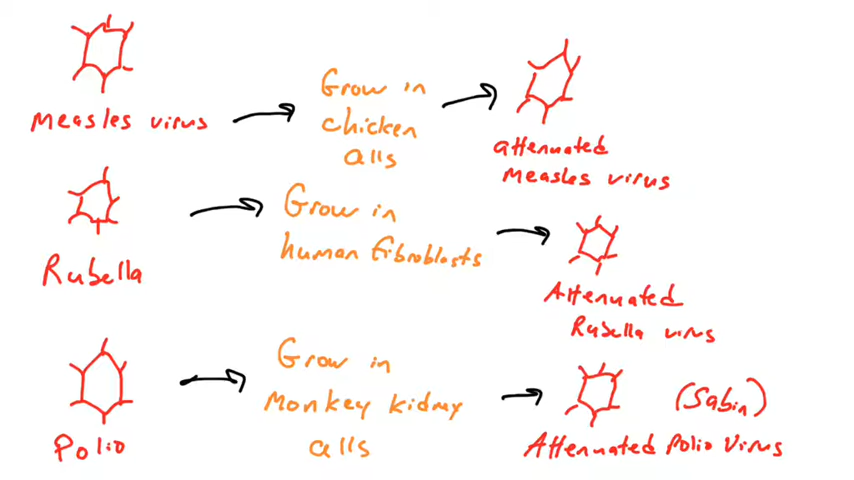 Measles virus
Grow in
chicken
cells
attenuated
Measles virus
Rubella
Grow in
human fibroblasts
Attenuated
Rubella virus
Polio
Grow in
Monkey kidney
cells
(Sabin)
Attenuated Polio Virus